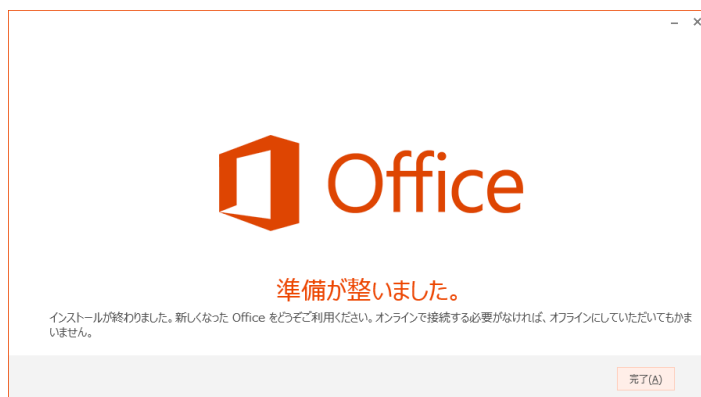 Office
準備が整いました。
インストールが終わりました。新しくなった Office をどうぞご利用ください。オンラインで接続する必要がなければ、オフラインにしていただいてもかま
いません。
完了(A)